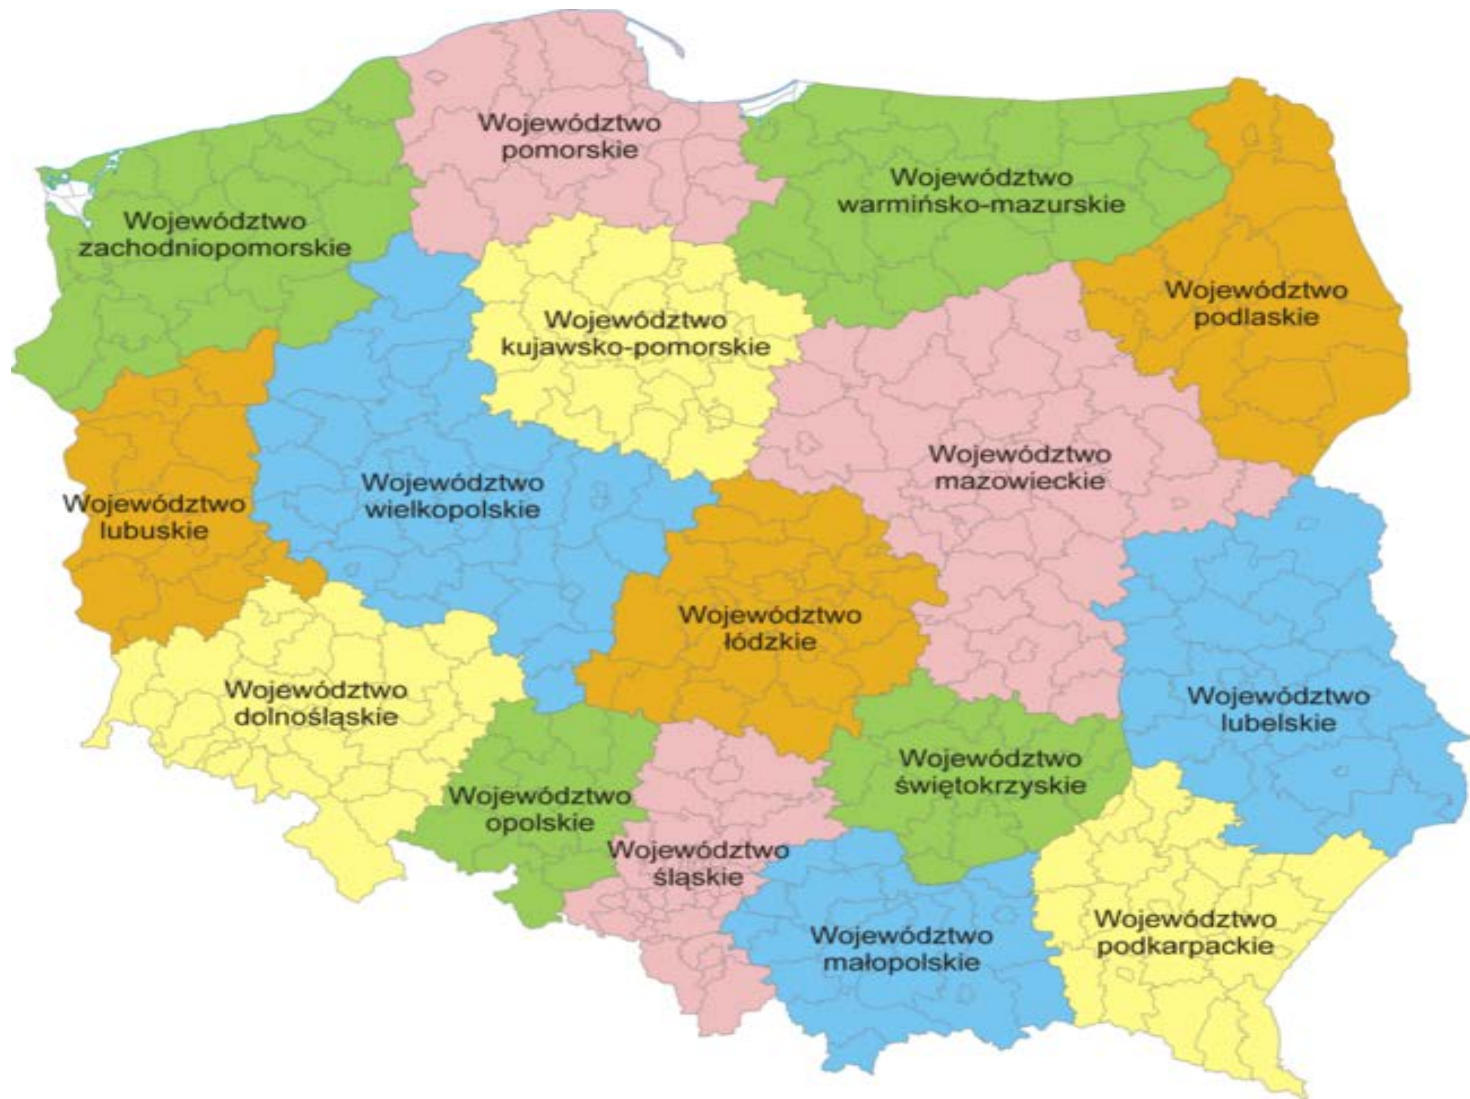 Województwo
pomorskie
Województwo
warmińsko-mazurskie
Województwo
zachodniopomorskie
Województwo
podlaskie
Województwo
kujawsko-pomorskie
Województwo
mazowieckie
Województwo
wielkopolskie
Województwo
lubuskie
Województwo
łódzkie
Województwo
dolnośląskie
Województwo
lubelskie
Województwo
świętokrzyskie
Województwo
opolskie
Województwo
śląskie
Województwo
podkarpackie
Województwo
małopolskie